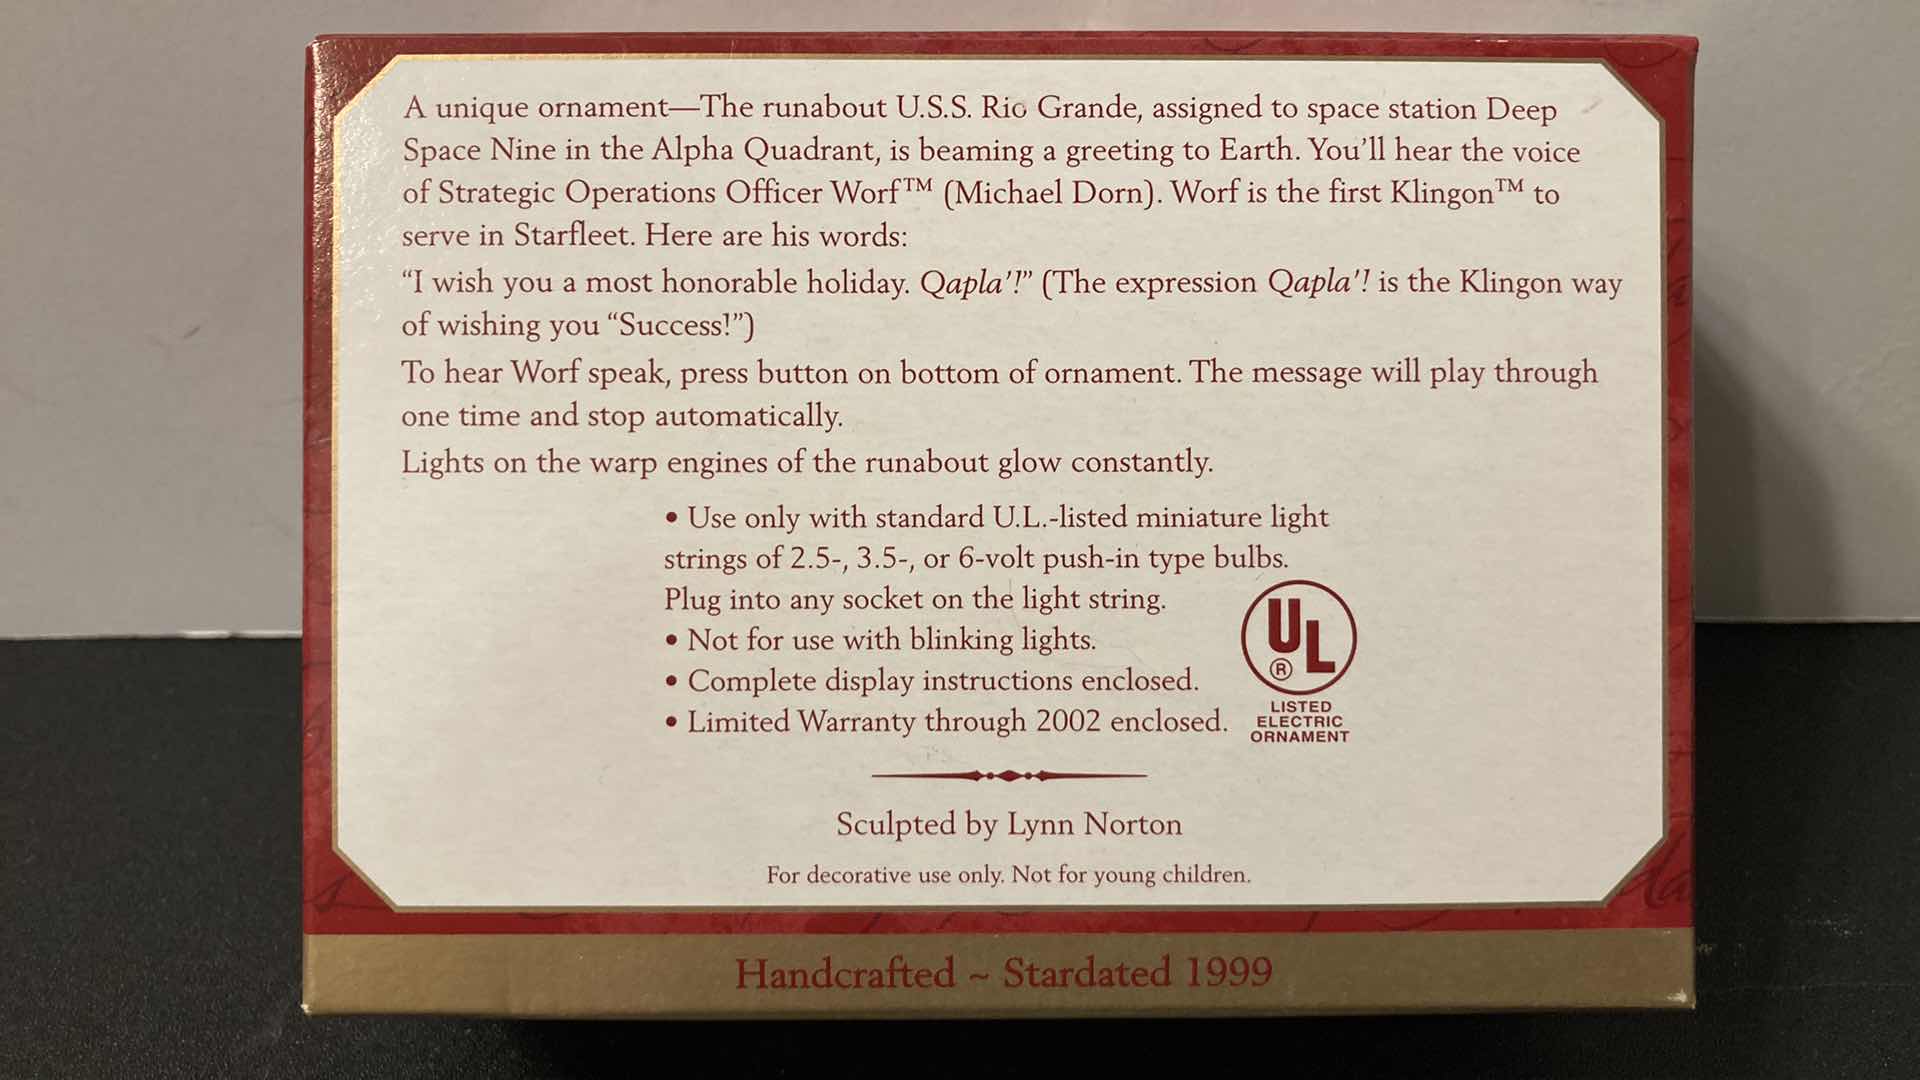 A unique ornament—The runabout U.S.S. Rio Grande, assigned to space station Deep
Space Nine in the Alpha Quadrant, is beaming a greeting to Earth. You'll hear the voice
of Strategic Operations Officer Worf™ (Michael Dorn). Worf is the first Klingon™ to
serve in Starfleet. Here are his words:
“I wish you a most honorable holiday. Qapla'!” (The expression Qapla'! is the Klingon way
of wishing you “Success!”)
To hear Worf speak, press button on bottom of ornament. The message will play through
one time and stop automatically.
Lights on the warp engines of the runabout glow constantly.
• Use only with standard U.L.-listed miniature light
strings of 2.5-, 3.5-, or 6-volt push-in type bulbs.
Plug into any socket on the light string.
• Not for use with blinking lights.
• Complete display instructions enclosed.
• Limited Warranty through 2002 enclosed.
UL
®
LISTED
ELECTRIC
ORNAMENT
Sculpted by Lynn Norton
For decorative use only. Not for young children.
Handcrafted ~ Stardated 1999